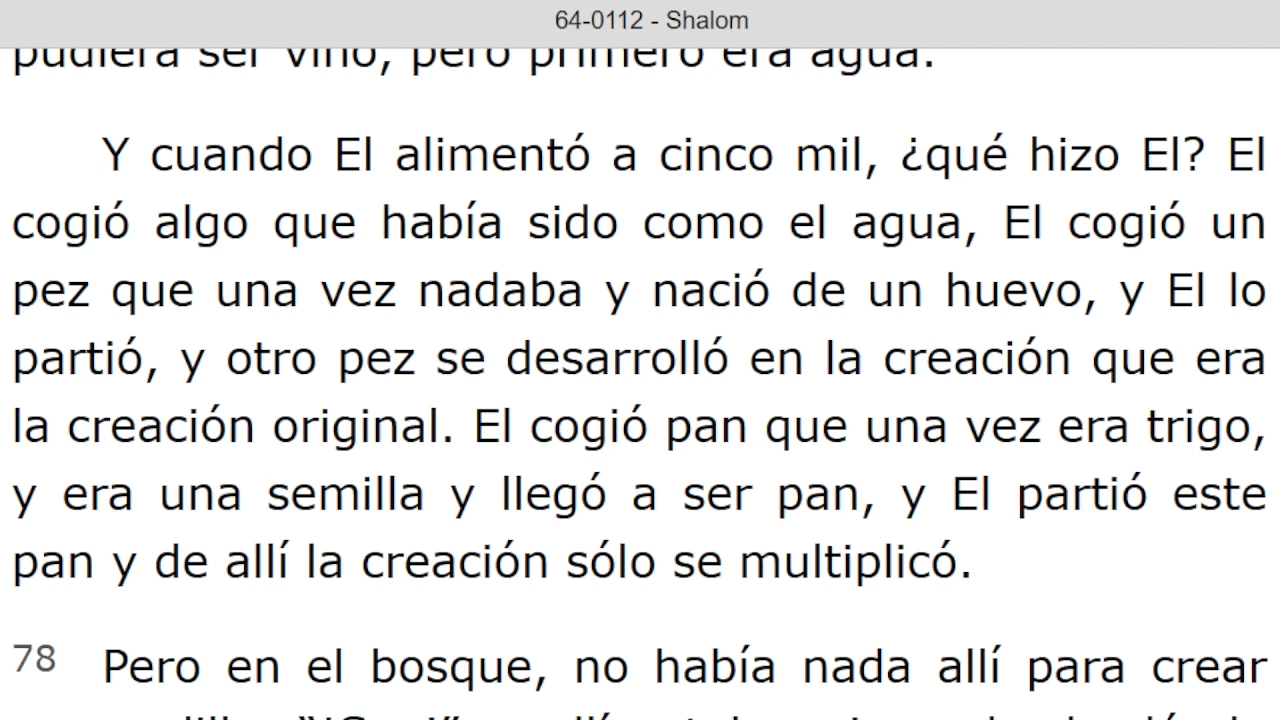 64-0112 - Shalom
pudiera ser vino, pero primero era agua.
Y cuando El alimentó a cinco mil, ¿qué hizo El? El
cogió algo que había sido como el agua, El cogió un
pez que una vez nadaba y nació de un huevo, y El lo
partió, y otro pez se desarrolló en la creación que era
la creación original. El cogió pan que una vez era trigo,
y era una semilla y llegó a ser pan, y El partió este
pan y de allí la creación sólo se multiplicó.
78 Pero en el bosque, no había nada allí para crear